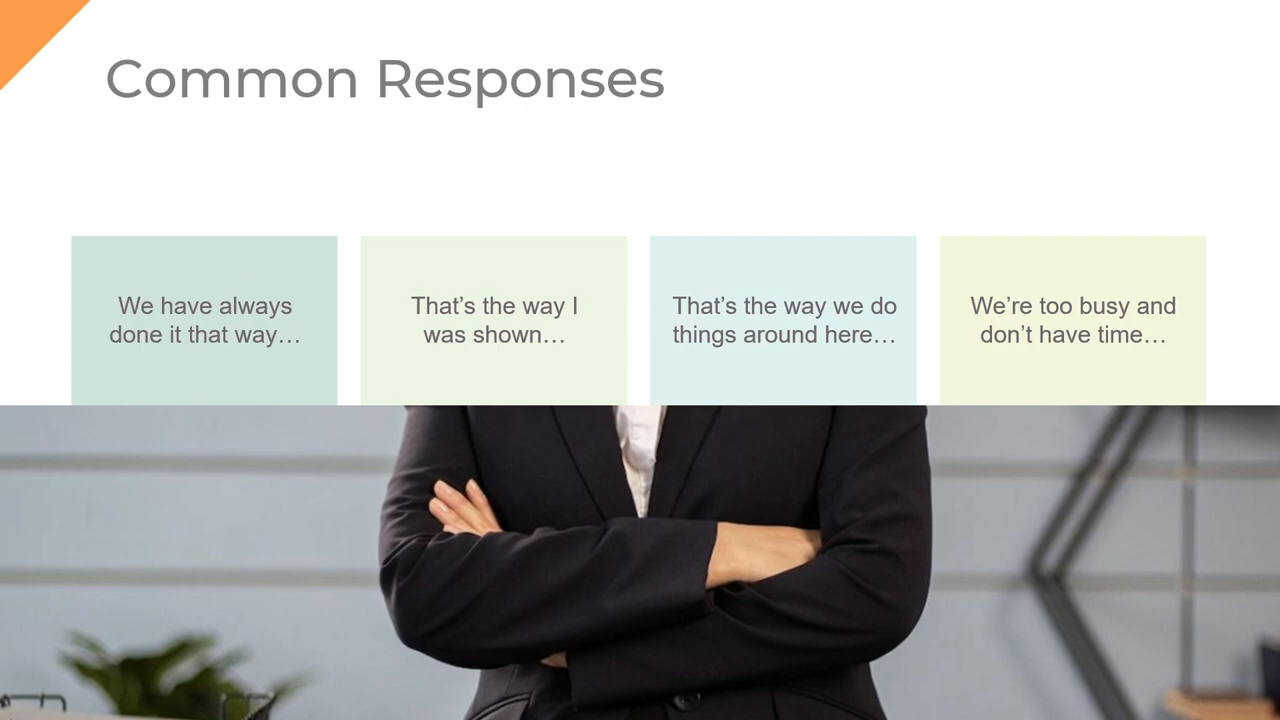 Common Responses
We have always
done it that way…
That’s the way I
was shown…
That’s the way we do
things around here…
We’re too busy and
don’t have time…